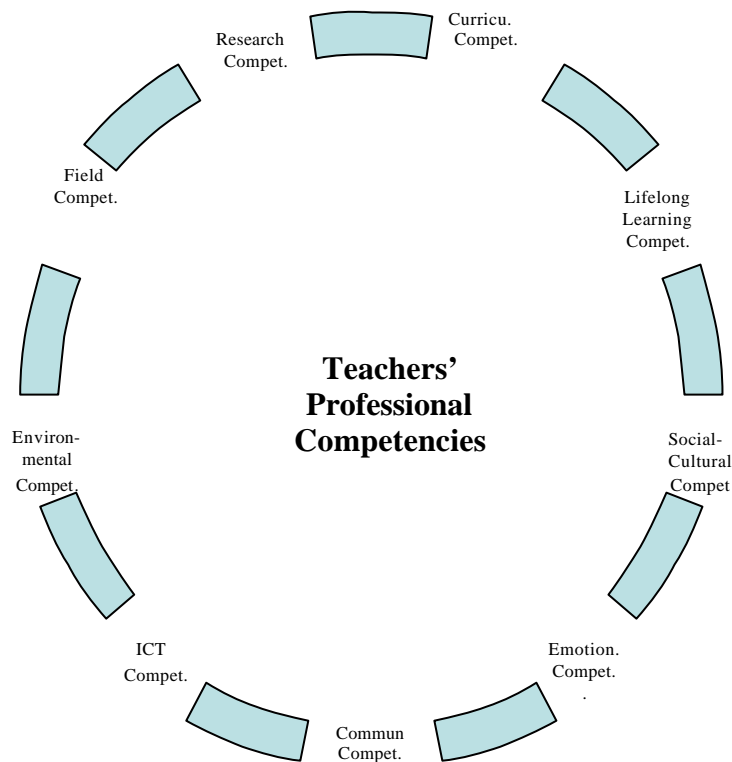 Curricu.
Compet.
Research
Compet.
Field
Compet.
Lifelong
Learning
Compet.
Teachers’
Professional
Competencies
Environ-
mental
Compet.
Social-
Cultural
Compet
ICT
Compet.
Emotion.
Compet.
.
Commun
Compet.